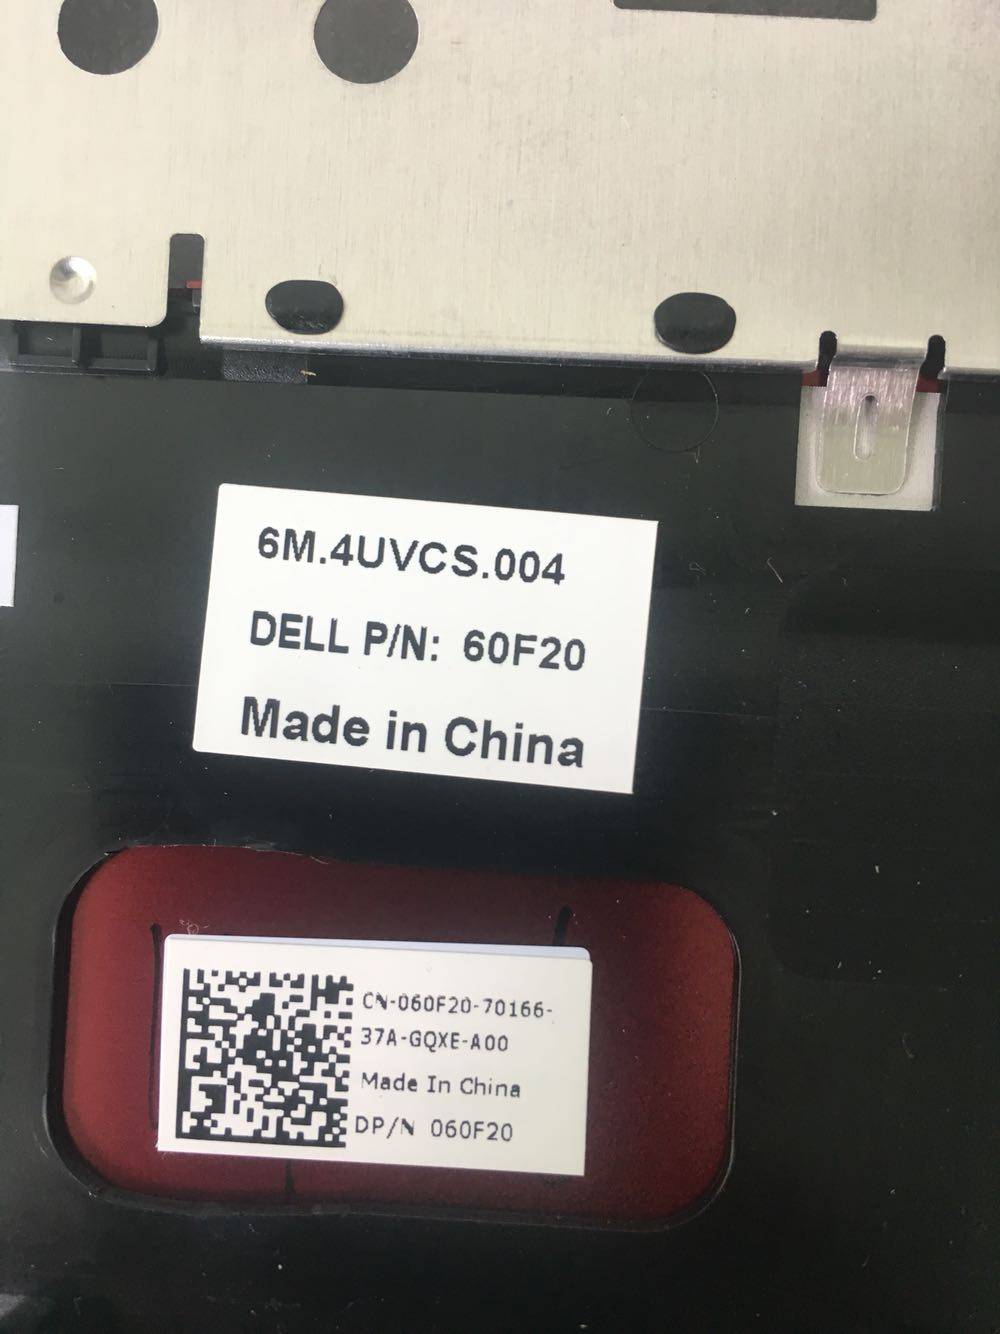 6M.4UVCS.004
DELL P/N: 60F20
Made in China
CN-060F20-70166-
37A-GQXE-A00
Made In China
DP/N 060F20